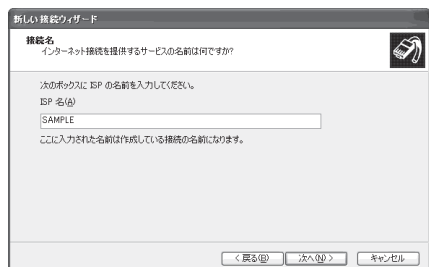 新しい接続ウィザード
接続名
インターネット接続を提供するサービスの名前は何ですか?
次のボックスに ISP の名前を入力してください。
ISP 名(A)
SAMPLE
ここに入力された名前は作成している接続の名前になります。
< 戻る(B)
次へ(N) >
キャンセル